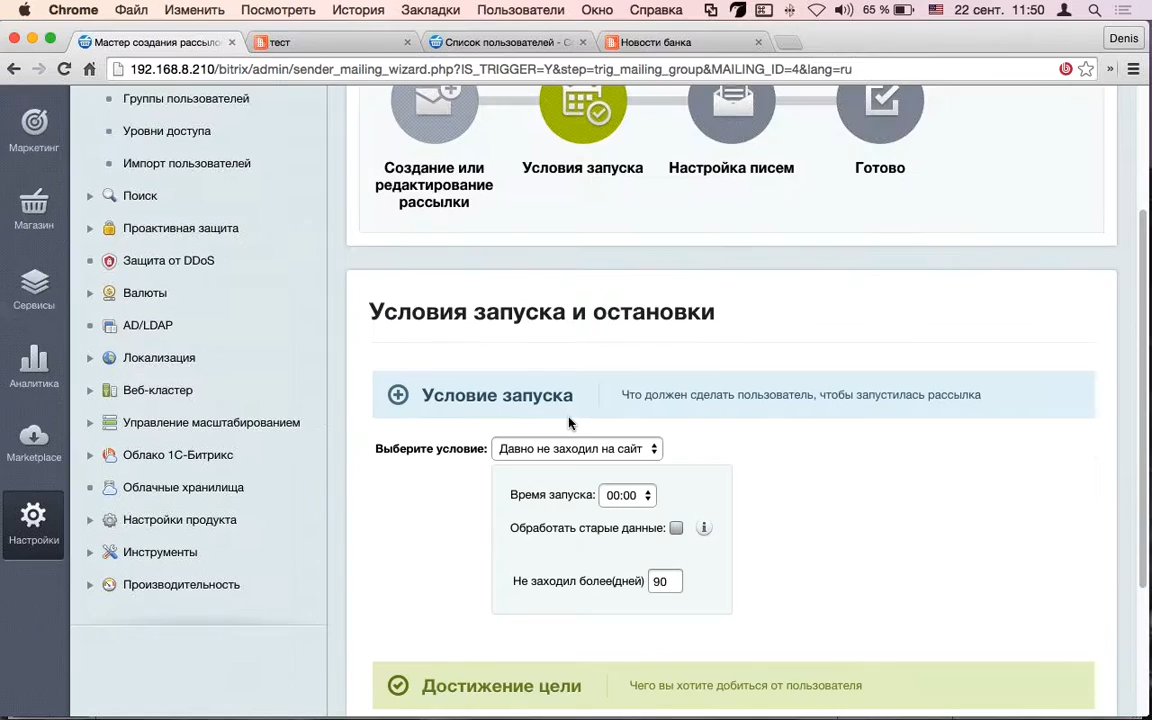 Chrome Файл Изменить Посмотреть История Закладки Пользователи Окно Справка 65 % 22 сент. 11:50
Мастер создания рассыло × тест × Список пользователей - С × Новости банка × Denis
192.168.8.210/bitrix/admin/sender_mailing_wizard.php?IS_TRIGGER=Y&step=trig_mailing_group&MAILING_ID=4&lang=ru »
Маркетинг
Магазин
Сервисы
Аналитика
Marketplace
Настройки
Группы пользователей
Уровни доступа
Импорт пользователей
Поиск
Проактивная защита
Защита от DDoS
Валюты
AD/LDAP
Локализация
Веб-кластер
Управление масштабированием
Облако 1С-Битрикс
Облачные хранилища
Настройки продукта
Инструменты
Производительность
Создание или
редактирование
рассылки
Условия запуска
Настройка писем
Готово
Условия запуска и остановки
Условие запуска Что должен сделать пользователь, чтобы запустилась рассылка
Выберите условие: Давно не заходил на сайт
Время запуска: 00:00
Обработать старые данные: i
Не заходил более(дней) 90
Достижение цели Чего вы хотите добиться от пользователя